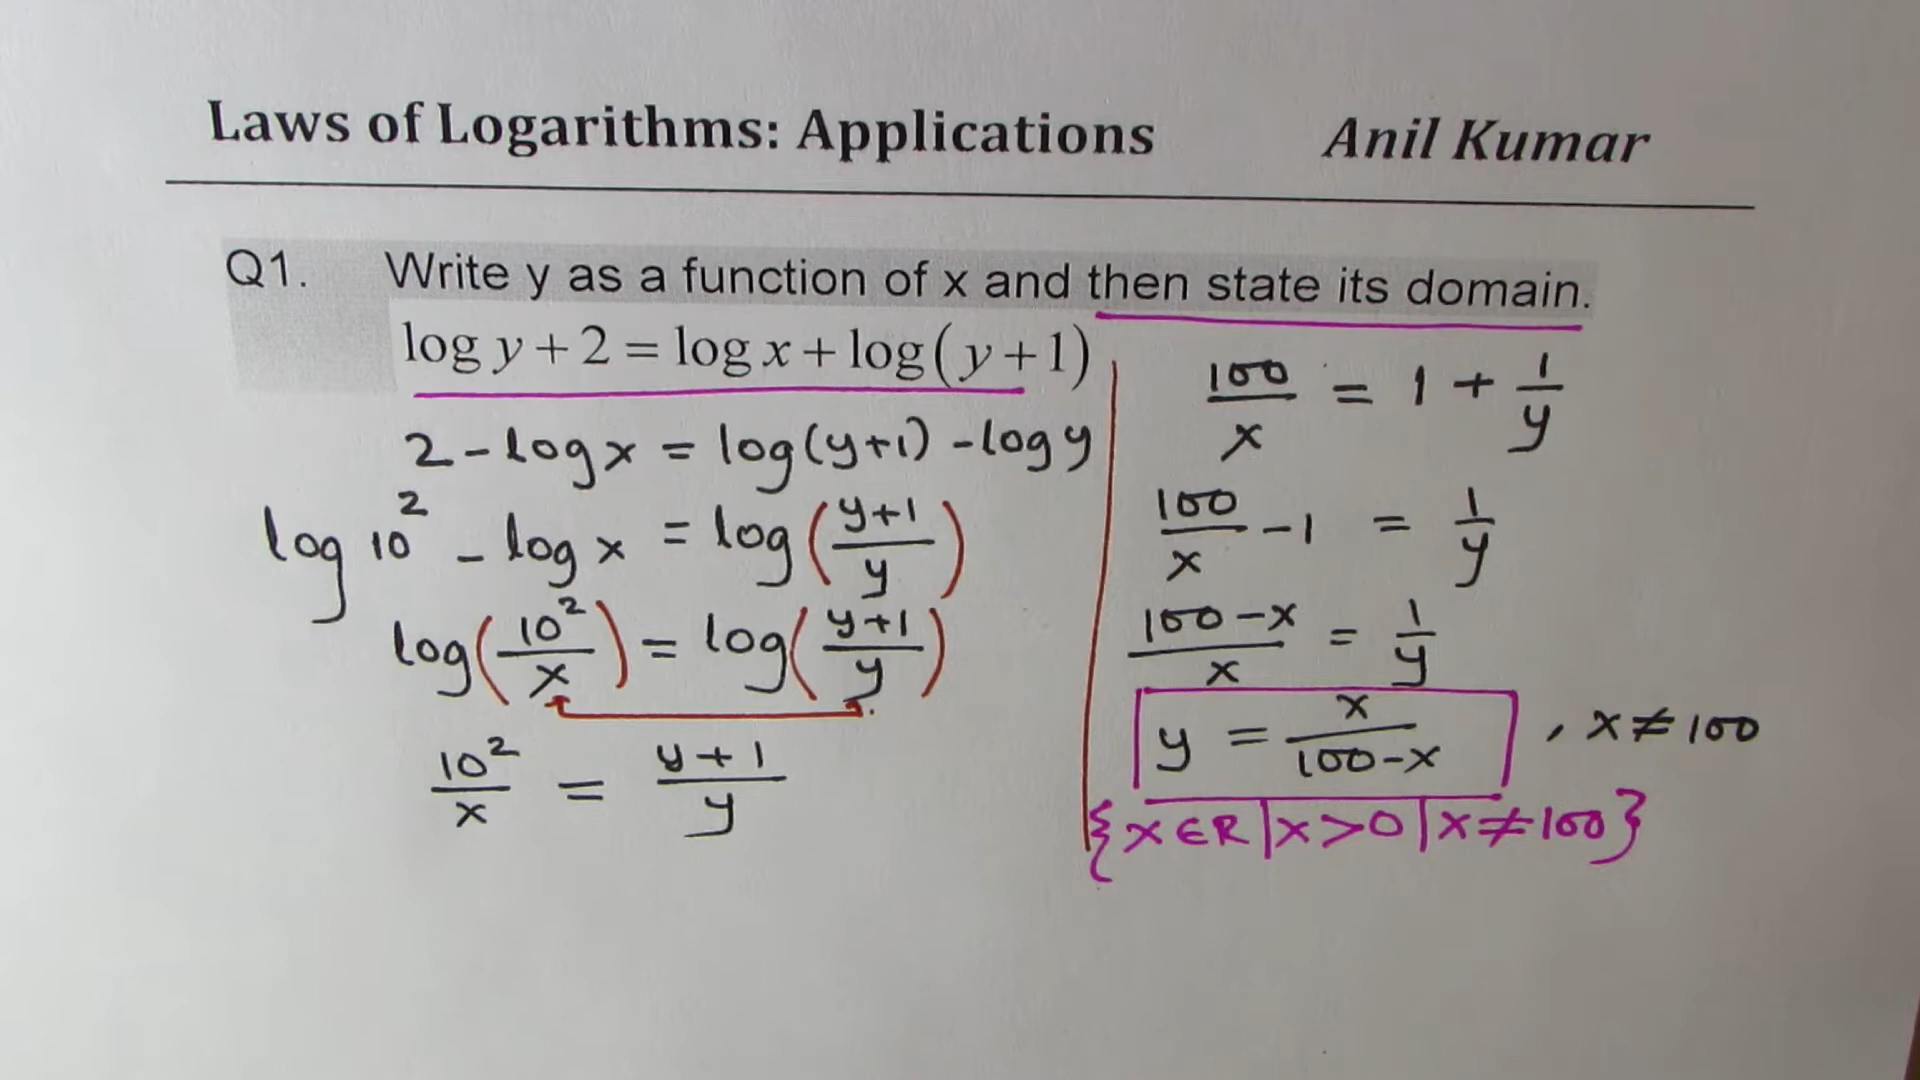 Laws of Logarithms: Applications Anil Kumar
Q1. Write y as a function of x and then state its domain.
log y + 2 = log x + log( y + 1)
2 - log x = log(y+1) - log y
log 10² - log x = log(y+1/y)
log(10²/x) = log(y+1/y)
10²/x = y+1/y
100/x = 1 + 1/y
100/x - 1 = 1/y
100-x/x = 1/y
y = x/100-x , x ≠ 100
{x ∈ R | x > 0 | x ≠ 100}